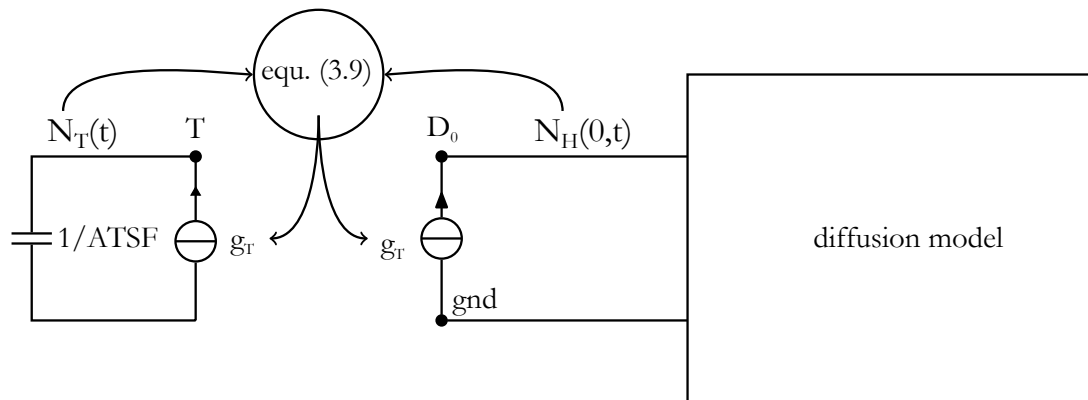 equ. (3.9)
N_T(t)
T
D_0
N_H(0,t)
1/ATSF
g_T
g_T
diffusion model
gnd